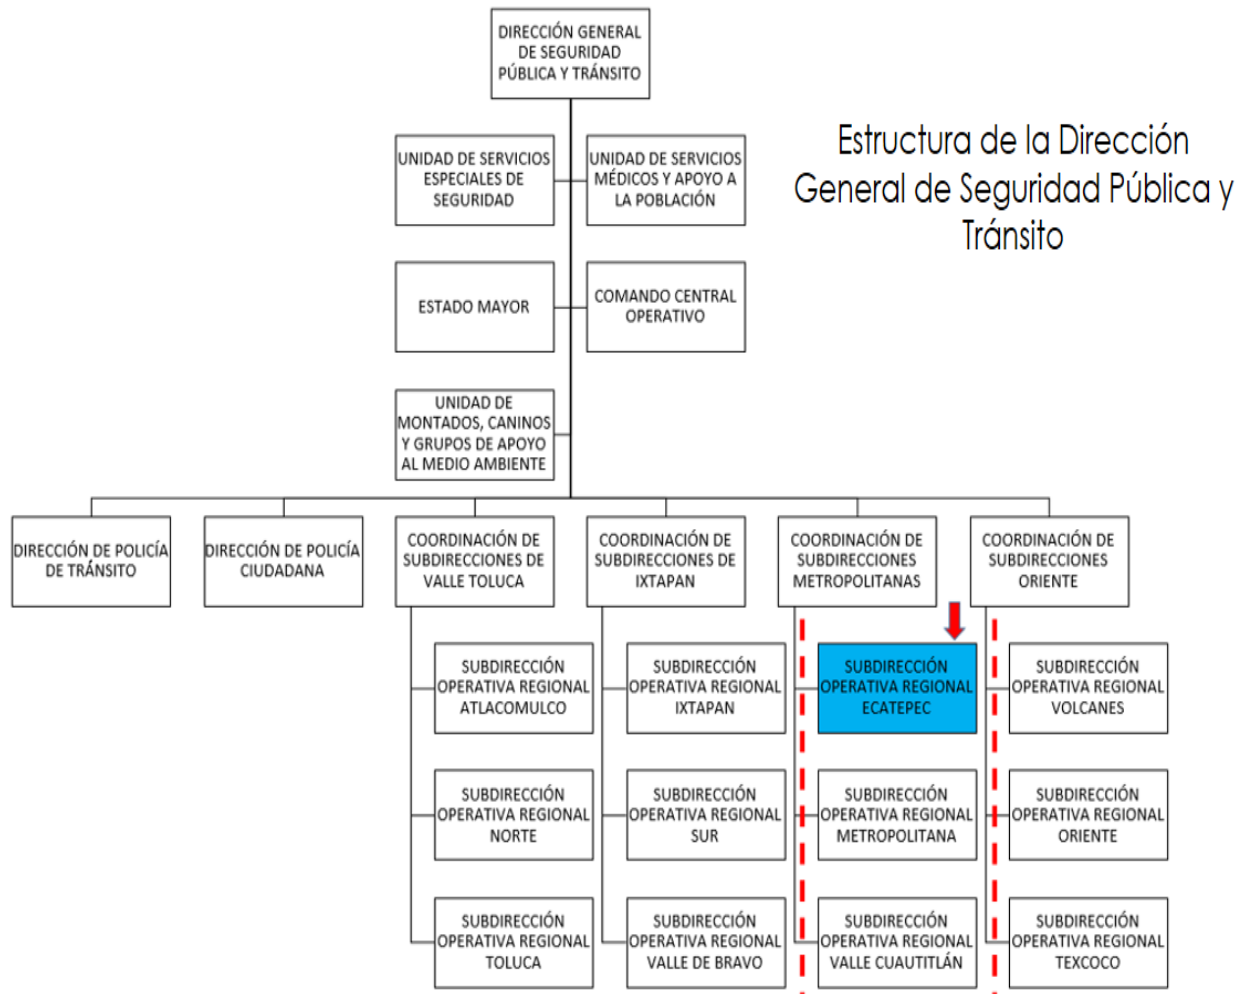 DIRECCIÓN GENERAL
DE SEGURIDAD
PÚBLICA Y TRÁNSITO
Estructura de la Dirección
General de Seguridad Pública y
Tránsito
UNIDAD DE SERVICIOS
ESPECIALES DE
SEGURIDAD
UNIDAD DE SERVICIOS
MÉDICOS Y APOYO A
LA POBLACIÓN
ESTADO MAYOR
COMANDO CENTRAL
OPERATIVO
UNIDAD DE
MONTADOS, CANINOS
Y GRUPOS DE APOYO
AL MEDIO AMBIENTE
DIRECCIÓN DE POLICÍA
DE TRÁNSITO
DIRECCIÓN DE POLICÍA
CIUDADANA
COORDINACIÓN DE
SUBDIRECCIONES DE
VALLE TOLUCA
COORDINACIÓN DE
SUBDIRECCIONES DE
IXTAPAN
COORDINACIÓN DE
SUBDIRECCIONES
METROPOLITANAS
COORDINACIÓN DE
SUBDIRECCIONES
ORIENTE
SUBDIRECCIÓN
OPERATIVA REGIONAL
ATLACOMULCO
SUBDIRECCIÓN
OPERATIVA REGIONAL
IXTAPAN
SUBDIRECCIÓN
OPERATIVA REGIONAL
ECATEPEC
SUBDIRECCIÓN
OPERATIVA REGIONAL
VOLCANES
SUBDIRECCIÓN
OPERATIVA REGIONAL
NORTE
SUBDIRECCIÓN
OPERATIVA REGIONAL
SUR
SUBDIRECCIÓN
OPERATIVA REGIONAL
METROPOLITANA
SUBDIRECCIÓN
OPERATIVA REGIONAL
ORIENTE
SUBDIRECCIÓN
OPERATIVA REGIONAL
TOLUCA
SUBDIRECCIÓN
OPERATIVA REGIONAL
VALLE DE BRAVO
SUBDIRECCIÓN
OPERATIVA REGIONAL
VALLE CUAUTITLÁN
SUBDIRECCIÓN
OPERATIVA REGIONAL
TEXCOCO